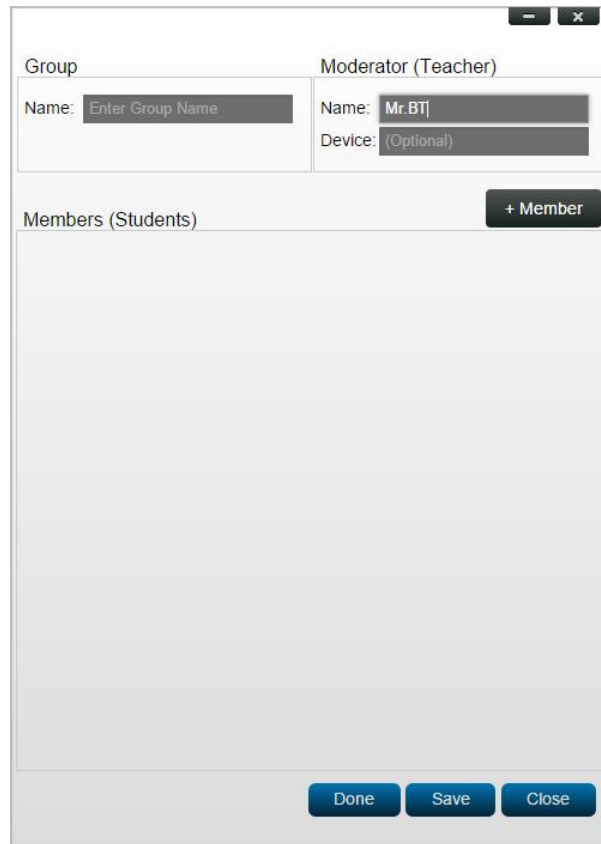 Group
Name: Enter Group Name
Moderator (Teacher)
Name: Mr.BT
Device: (Optional)
Members (Students)
+ Member
Done
Save
Close